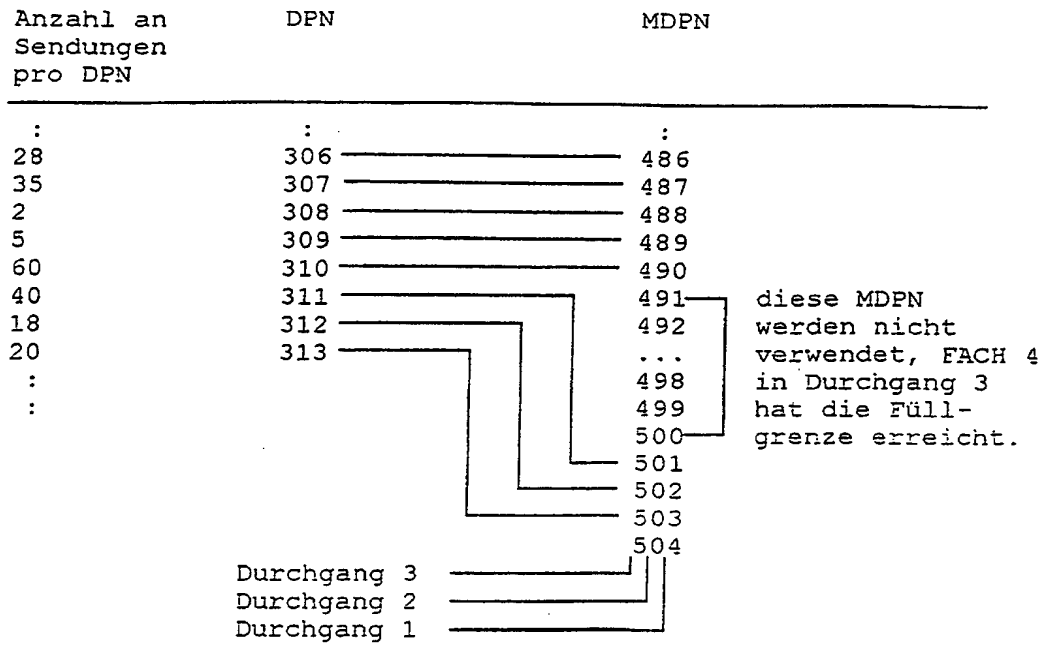 Anzahl an DPN MDPN
Sendungen
pro DPN
: : :
28 306 486
35 307 487
2 308 488
5 309 489
60 310 490
40 311 491 diese MDPN
18 312 492 werden nicht
20 313 ... verwendet, FACH 4
: 498 in Durchgang 3
: 499 hat die Füll-
500 grenze erreicht.
501
502
503
504
Durchgang 3
Durchgang 2
Durchgang 1